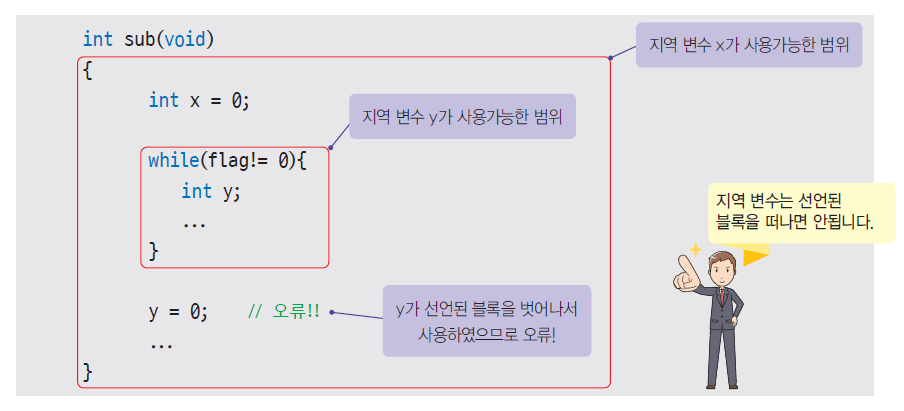 int sub(void)
지역 변수 x가 사용가능한 범위
{
int x = 0;
지역 변수 y가 사용가능한 범위
while(flag!= 0){
int y;
...
}
지역 변수는 선언된
블록을 떠나면 안됩니다.
y = 0; // 오류!!
y가 선언된 블록을 벗어나서
사용하였으므로 오류!
...
}